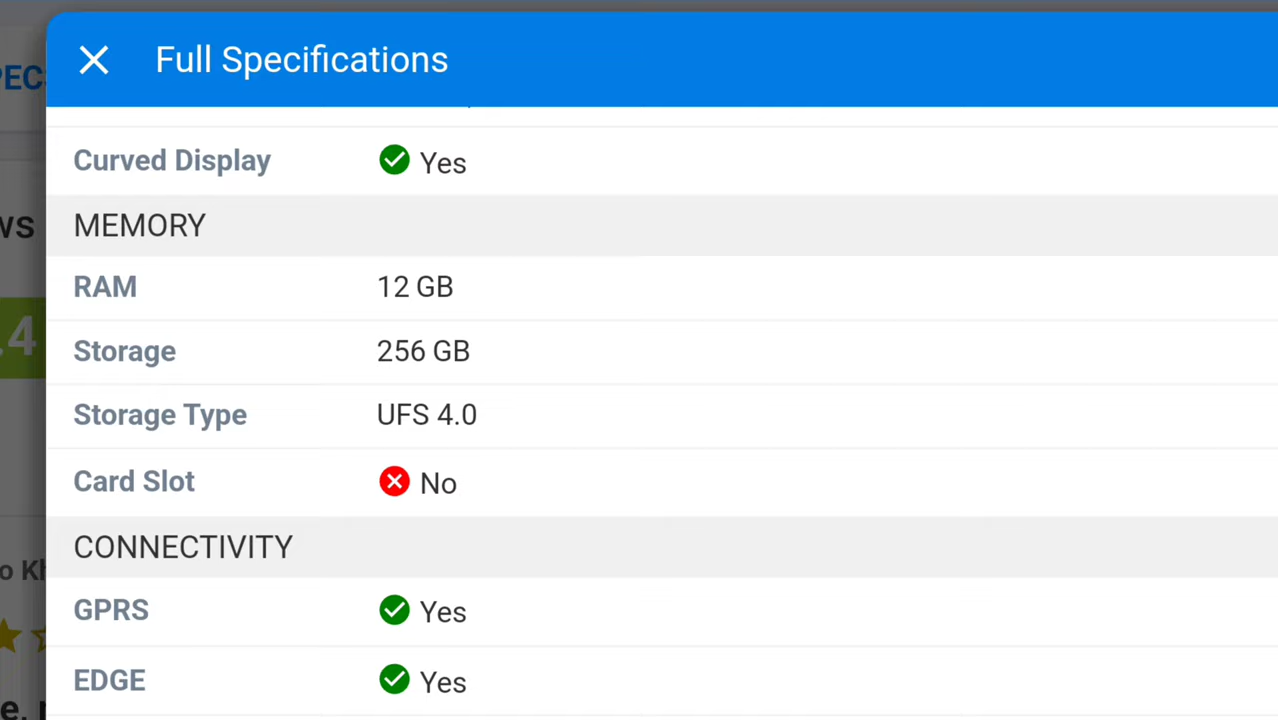 Full Specifications
Curved Display Yes
MEMORY
RAM 12 GB
Storage 256 GB
.4
Storage Type UFS 4.0
Card Slot No
CONNECTIVITY
GPRS Yes
EDGE Yes